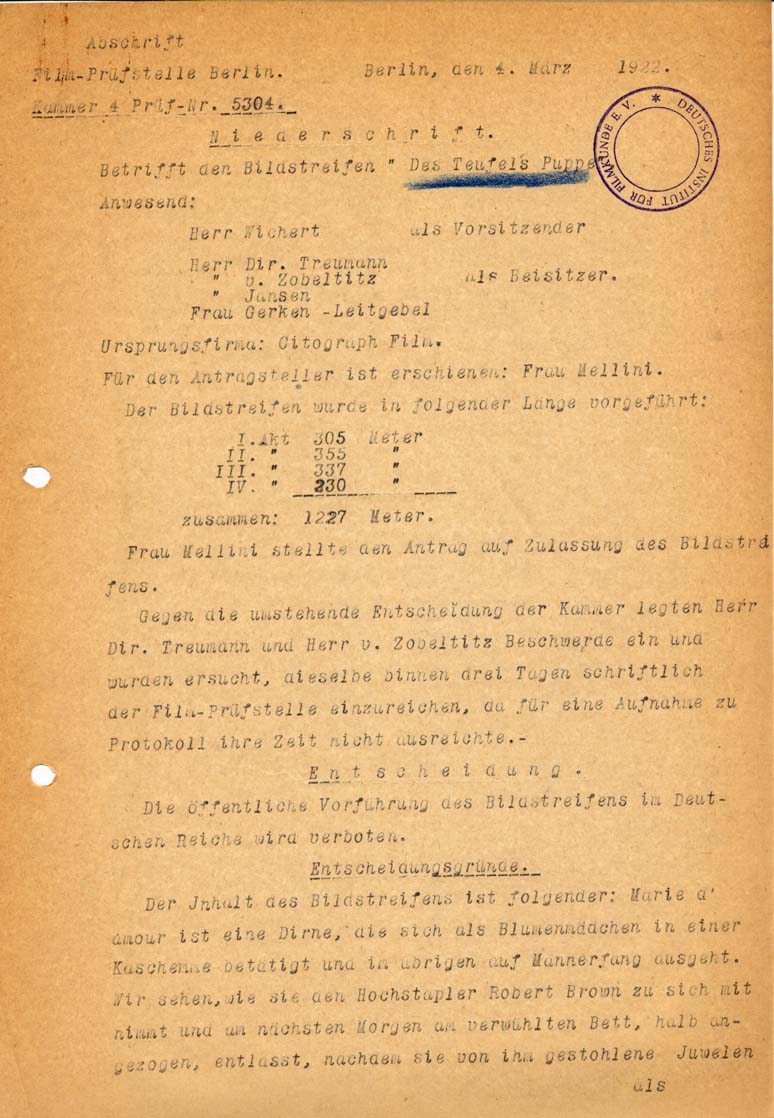 Abschrift
Film-Prüfstelle Berlin. Berlin, den 4. März 1922.
Kammer 4 Prüf-Nr. 5304.
DEUTSCHES INSTITUT FÜR FILMKUNDE E.V. *
Niederschrift.
Betrifft den Bildstreifen " Des Teufels Puppe
Anwesend:
Herr Wichert als Vorsitzender
Herr Dir. Treumann
" v. Zobeltitz als Beisitzer.
" Jansen
Frau Gerken -Leitgebel
Ursprungsfirma: Citograph Film.
Für den Antragsteller ist erschienen: Frau Mellini.
Der Bildstreifen wurde in folgender Länge vorgeführt:
I.Akt 305 Meter
II. " 355 "
III. " 337 "
IV. " 230 "
zusammen: 1227 Meter.
Frau Mellini stellte den Antrag auf Zulassung des Bildstrei
fens.
Gegen die umstehende Entscheidung der Kammer legten Herr
Dir. Treumann und Herr v. Zobeltitz Beschwerde ein und
wurden ersucht, dieselbe binnen drei Tagen schriftlich
der Film-Prüfstelle einzureichen, da für eine Aufnahme zu
Protokoll ihre Zeit nicht ausreichte.-
Entscheidung.
Die öffentliche Vorführung des Bildstreifens im Deut-
schen Reiche wird verboten.
Entscheidungsgründe.
Der Jnhalt des Bildstreifens ist folgender: Marie d'
amour ist eine Dirne, die sich als Blumenmädchen in einer
Kaschemme betätigt und im übrigen auf Männerfang ausgeht.
Wir sehen, wie sie den Hochstapler Robert Brown zu sich mit
nimmt und am nächsten Morgen am verwühlten Bett, halb an-
gezogen, entlasst, nachdem sie von ihm gestohlene Juwelen
als